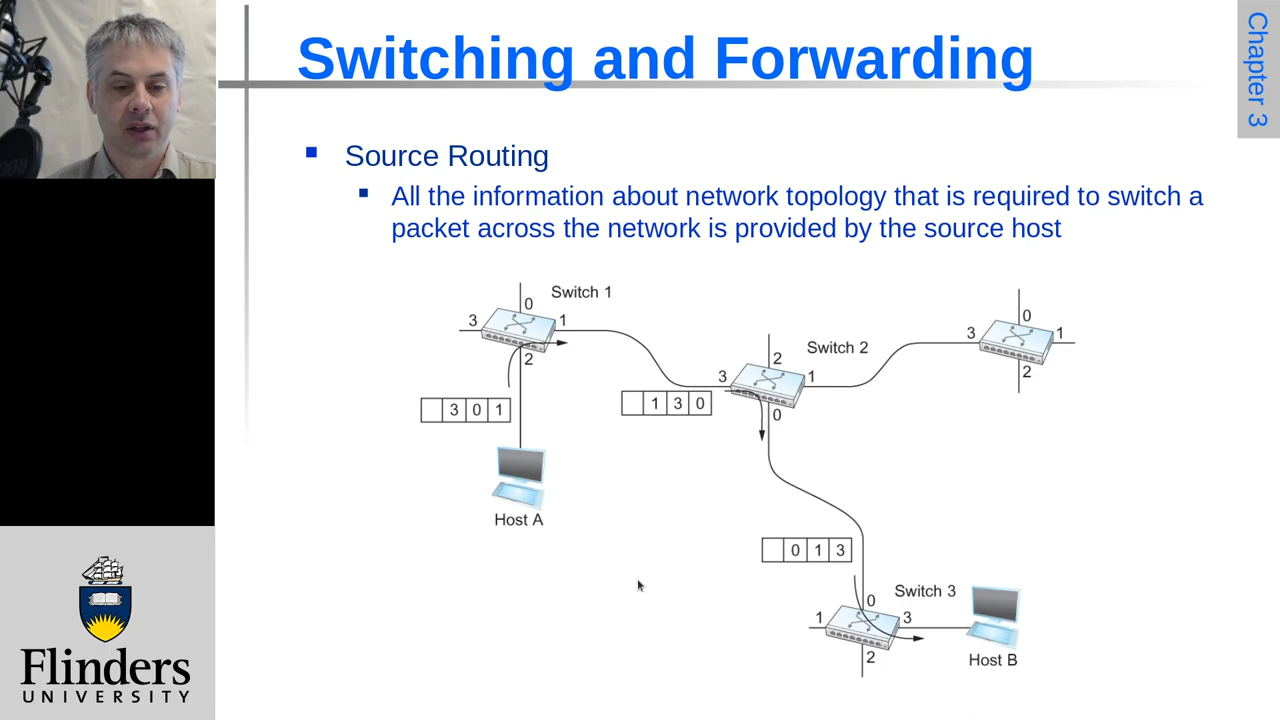 Switching and Forwarding
Chapter 3
Source Routing
All the information about network topology that is required to switch a
packet across the network is provided by the source host
Switch 1
0
3
1
2
3 0 1
Host A
Switch 2
2
3
1
0
1 3 0
0
3
1
2
0 1 3
Switch 3
0
1
3
2
Host B
Flinders
UNIVERSITY